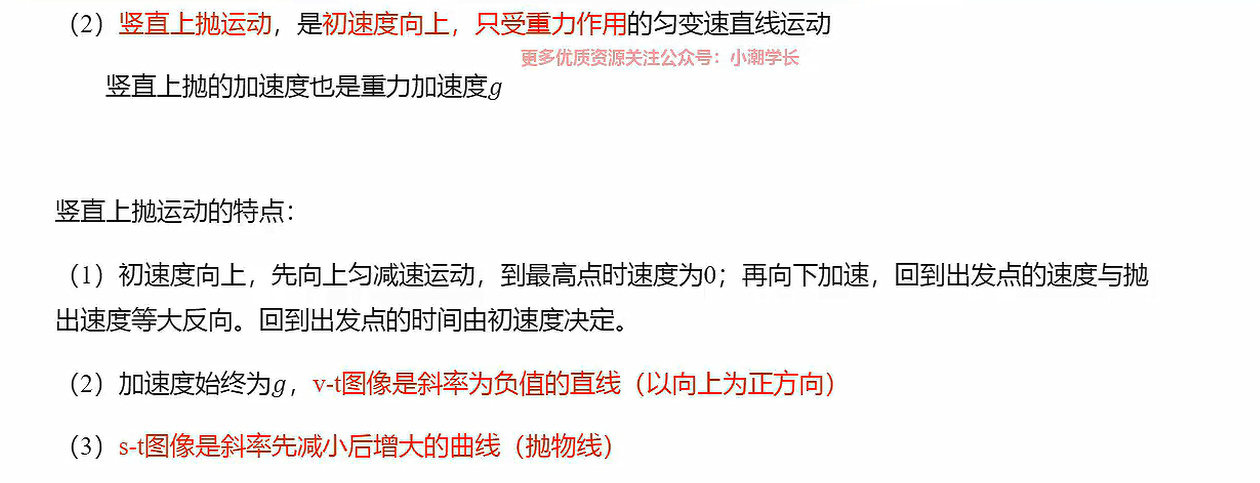 （2）竖直上抛运动，是初速度向上，只受重力作用的匀变速直线运动
更多优质资源关注公众号：小潮学长
竖直上抛的加速度也是重力加速度g
竖直上抛运动的特点：
（1）初速度向上，先向上匀减速运动，到最高点时速度为0；再向下加速，回到出发点的速度与抛
出速度等大反向。回到出发点的时间由初速度决定。
（2）加速度始终为g，v-t图像是斜率为负值的直线（以向上为正方向）
（3）s-t图像是斜率先减小后增大的曲线（抛物线）